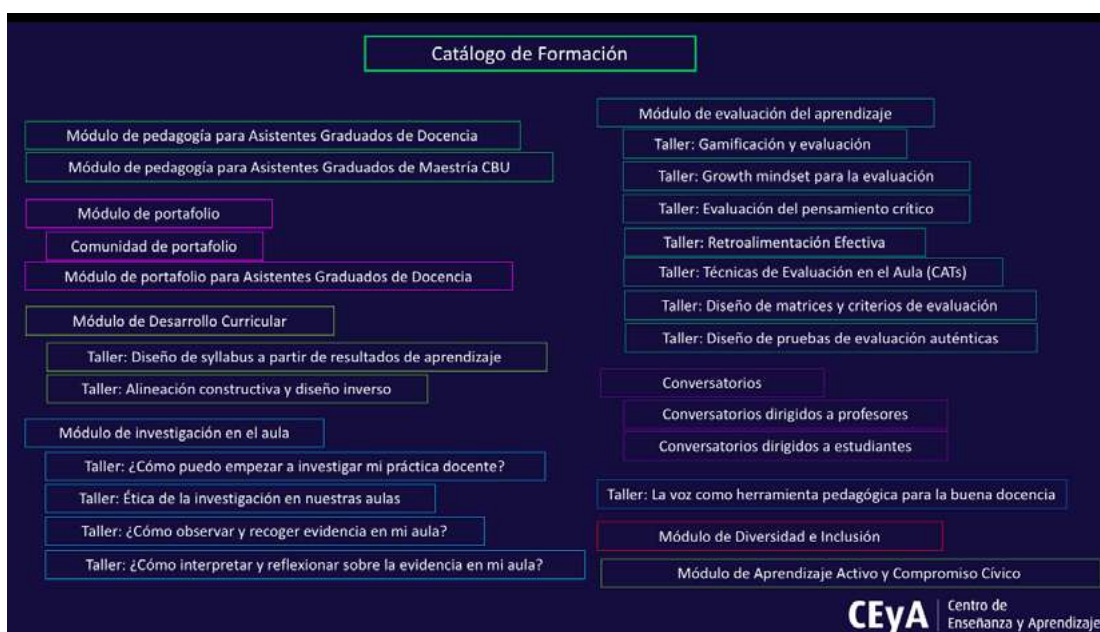 Catálogo de Formación
Módulo de pedagogía para Asistentes Graduados de Docencia
Módulo de pedagogía para Asistentes Graduados de Maestría CBU
Módulo de portafolio
Comunidad de portafolio
Módulo de portafolio para Asistentes Graduados de Docencia
Módulo de Desarrollo Curricular
Taller: Diseño de syllabus a partir de resultados de aprendizaje
Taller: Alineación constructiva y diseño inverso
Módulo de investigación en el aula
Taller: ¿Cómo puedo empezar a investigar mi práctica docente?
Taller: Ética de la investigación en nuestras aulas
Taller: ¿Cómo observar y recoger evidencia en mi aula?
Taller: ¿Cómo interpretar y reflexionar sobre la evidencia en mi aula?
Módulo de evaluación del aprendizaje
Taller: Gamificación y evaluación
Taller: Growth mindset para la evaluación
Taller: Evaluación del pensamiento crítico
Taller: Retroalimentación Efectiva
Taller: Técnicas de Evaluación en el Aula (CATs)
Taller: Diseño de matrices y criterios de evaluación
Taller: Diseño de pruebas de evaluación auténticas
Conversatorios
Conversatorios dirigidos a profesores
Conversatorios dirigidos a estudiantes
Taller: La voz como herramienta pedagógica para la buena docencia
Módulo de Diversidad e Inclusión
Módulo de Aprendizaje Activo y Compromiso Cívico
CEyA
Centro de
Enseñanza y Aprendizaje